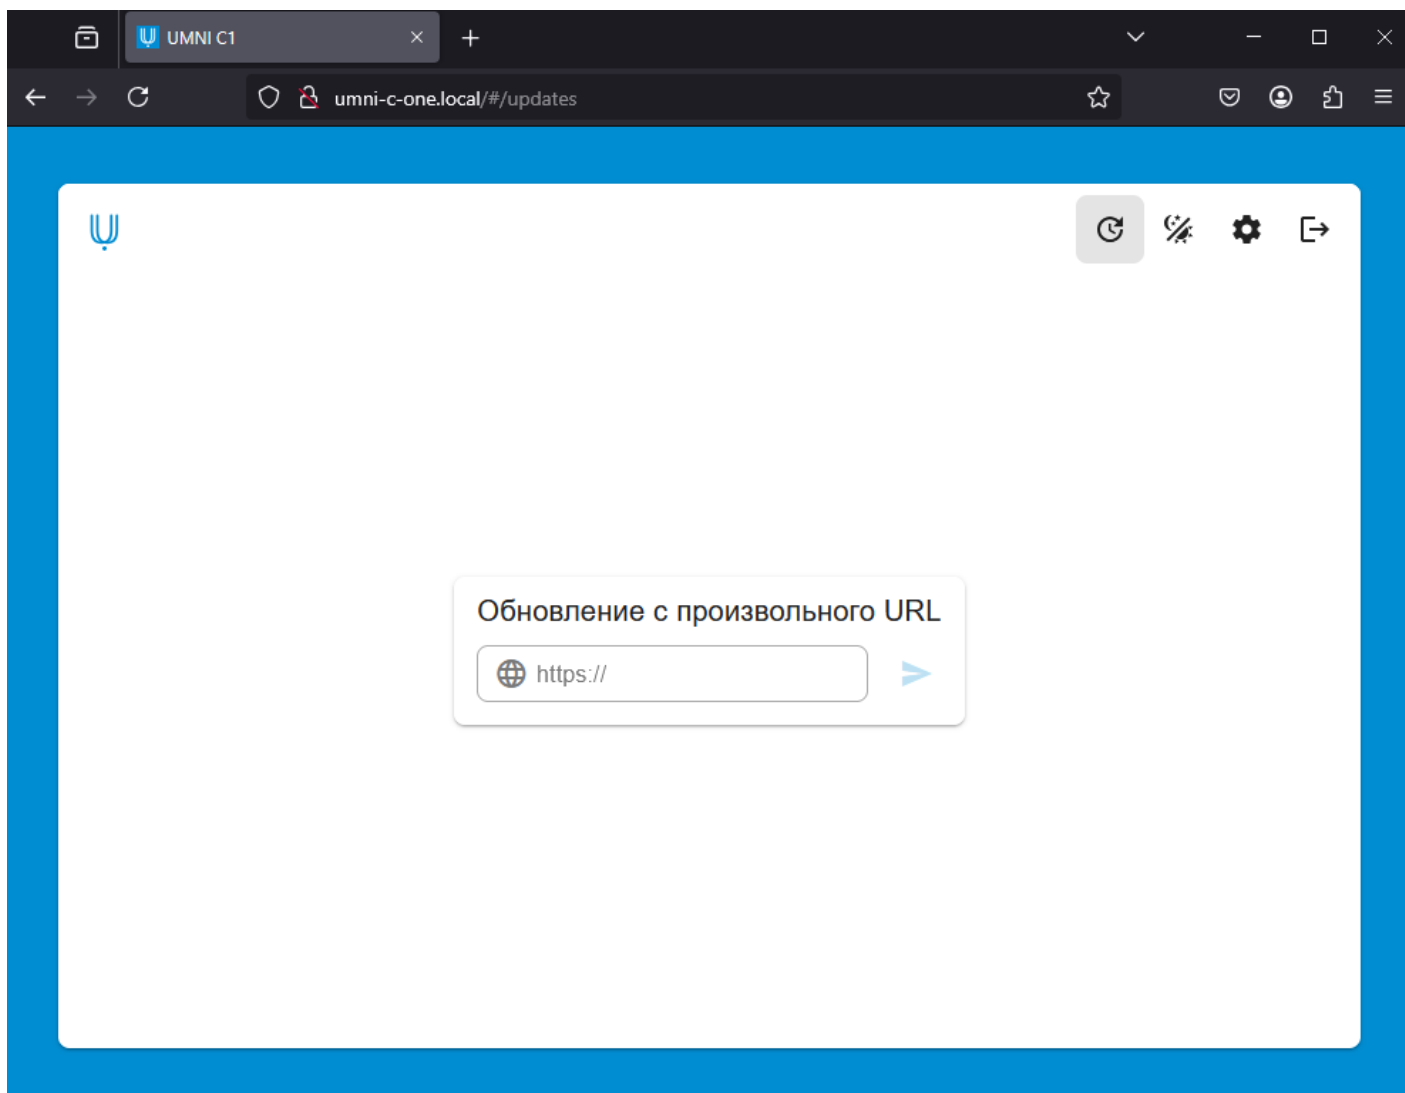 UMNI C1
umni-c-one.local/#/updates
Обновление с произвольного URL
https://